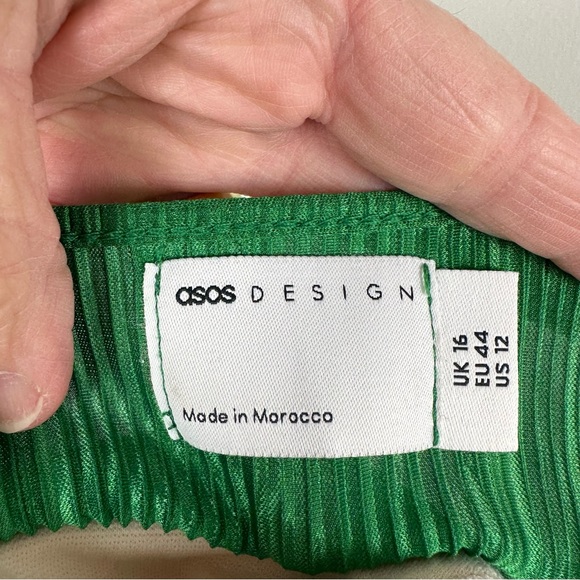 asos DESIGN
Made in Morocco
UK 16
EU 44
US 12